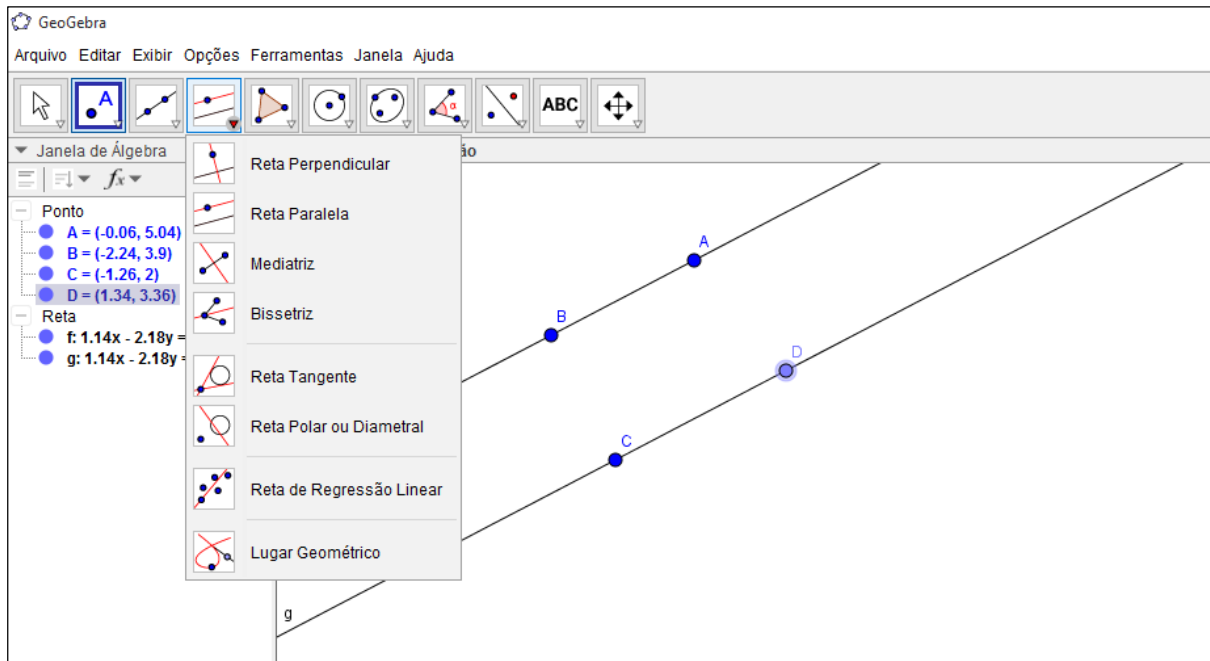 GeoGebra
Arquivo Editar Exibir Opções Ferramentas Janela Ajuda
A
α
ABC
Janela de Álgebra
ão
fx
Ponto
A = (-0.06, 5.04)
B = (-2.24, 3.9)
C = (-1.26, 2)
D = (1.34, 3.36)
Reta
f: 1.14x - 2.18y =
g: 1.14x - 2.18y =
Reta Perpendicular
Reta Paralela
Mediatriz
Bissetriz
Reta Tangente
Reta Polar ou Diametral
Reta de Regressão Linear
Lugar Geométrico
A
B
D
C
g